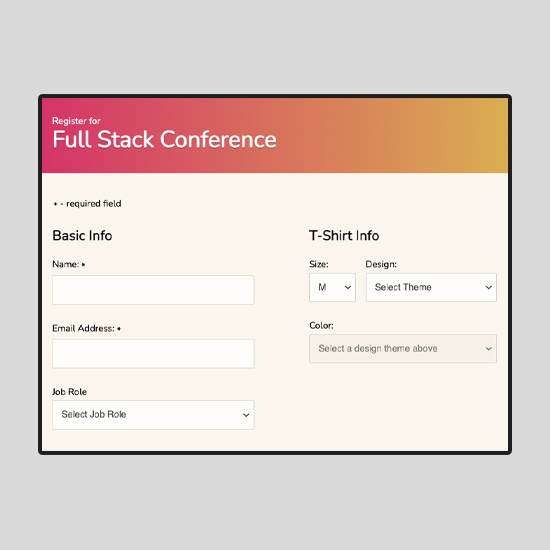 Register for
Full Stack Conference
* - required field
Basic Info
Name: *
Email Address: *
Job Role
Select Job Role
T-Shirt Info
Size:
M
Design:
Select Theme
Color:
Select a design theme above